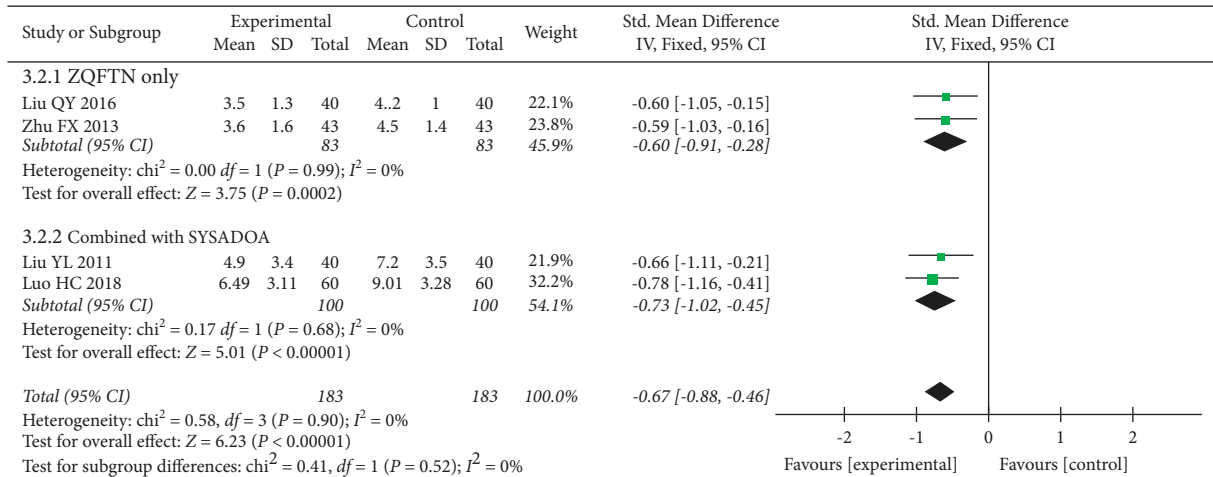 Study or Subgroup Experimental Control Weight Std. Mean Difference Std. Mean Difference
Mean SD Total Mean SD Total IV, Fixed, 95% CI IV, Fixed, 95% CI
3.2.1 ZQFTN only
Liu QY 2016 3.5 1.3 40 4..2 1 40 22.1% -0.60 [-1.05, -0.15]
Zhu FX 2013 3.6 1.6 43 4.5 1.4 43 23.8% -0.59 [-1.03, -0.16]
Subtotal (95% CI) 83 83 45.9% -0.60 [-0.91, -0.28]
Heterogeneity: chi² = 0.00 df = 1 (P = 0.99); I² = 0%
Test for overall effect: Z = 3.75 (P = 0.0002)
3.2.2 Combined with SYSADOA
Liu YL 2011 4.9 3.4 40 7.2 3.5 40 21.9% -0.66 [-1.11, -0.21]
Luo HC 2018 6.49 3.11 60 9.01 3.28 60 32.2% -0.78 [-1.16, -0.41]
Subtotal (95% CI) 100 100 54.1% -0.73 [-1.02, -0.45]
Heterogeneity: chi² = 0.17 df = 1 (P = 0.68); I² = 0%
Test for overall effect: Z = 5.01 (P < 0.00001)
Total (95% CI) 183 183 100.0% -0.67 [-0.88, -0.46]
Heterogeneity: chi² = 0.58, df = 3 (P = 0.90); I² = 0%
Test for overall effect: Z = 6.23 (P < 0.00001)
Test for subgroup differences: chi² = 0.41, df = 1 (P = 0.52); I² = 0%
-2 -1 0 1 2
Favours [experimental] Favours [control]